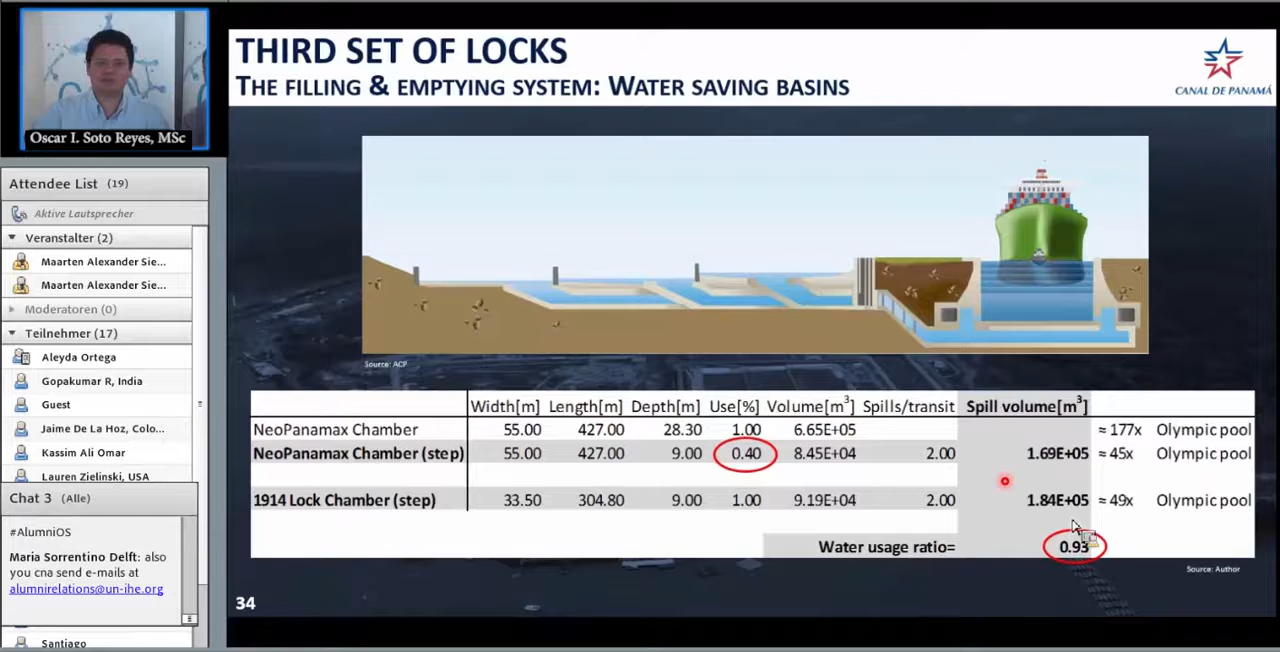 Oscar I. Soto Reyes, MSc
Attendee List (19)
Aktive Lautsprecher
Veranstalter (2)
Maarten Alexander Sie...
Maarten Alexander Sie...
Moderatoren (0)
Teilnehmer (17)
Aleyda Ortega
Gopakumar R, India
Guest
Jaime De La Hoz, Colo...
Kassim Ali Omar
Lauren Zielinski, USA
Chat 3 (Alle)
#AlumniOS
Maria Sorrentino Delft: also
you cna send e-mails at
alumnirelations@un-ihe.org
Santiago
THIRD SET OF LOCKS
THE FILLING & EMPTYING SYSTEM: WATER SAVING BASINS
CANAL DE PANAMÁ
Source: ACP
Width[m] Length[m] Depth[m] Use[%] Volume[m³] Spills/transit Spill volume[m³]
NeoPanamax Chamber 55.00 427.00 28.30 1.00 6.65E+05 ≈ 177x Olympic pool
NeoPanamax Chamber (step) 55.00 427.00 9.00 0.40 8.45E+04 2.00 1.69E+05 ≈ 45x Olympic pool
1914 Lock Chamber (step) 33.50 304.80 9.00 1.00 9.19E+04 2.00 1.84E+05 ≈ 49x Olympic pool
Water usage ratio= 0.93
Source: Author
34